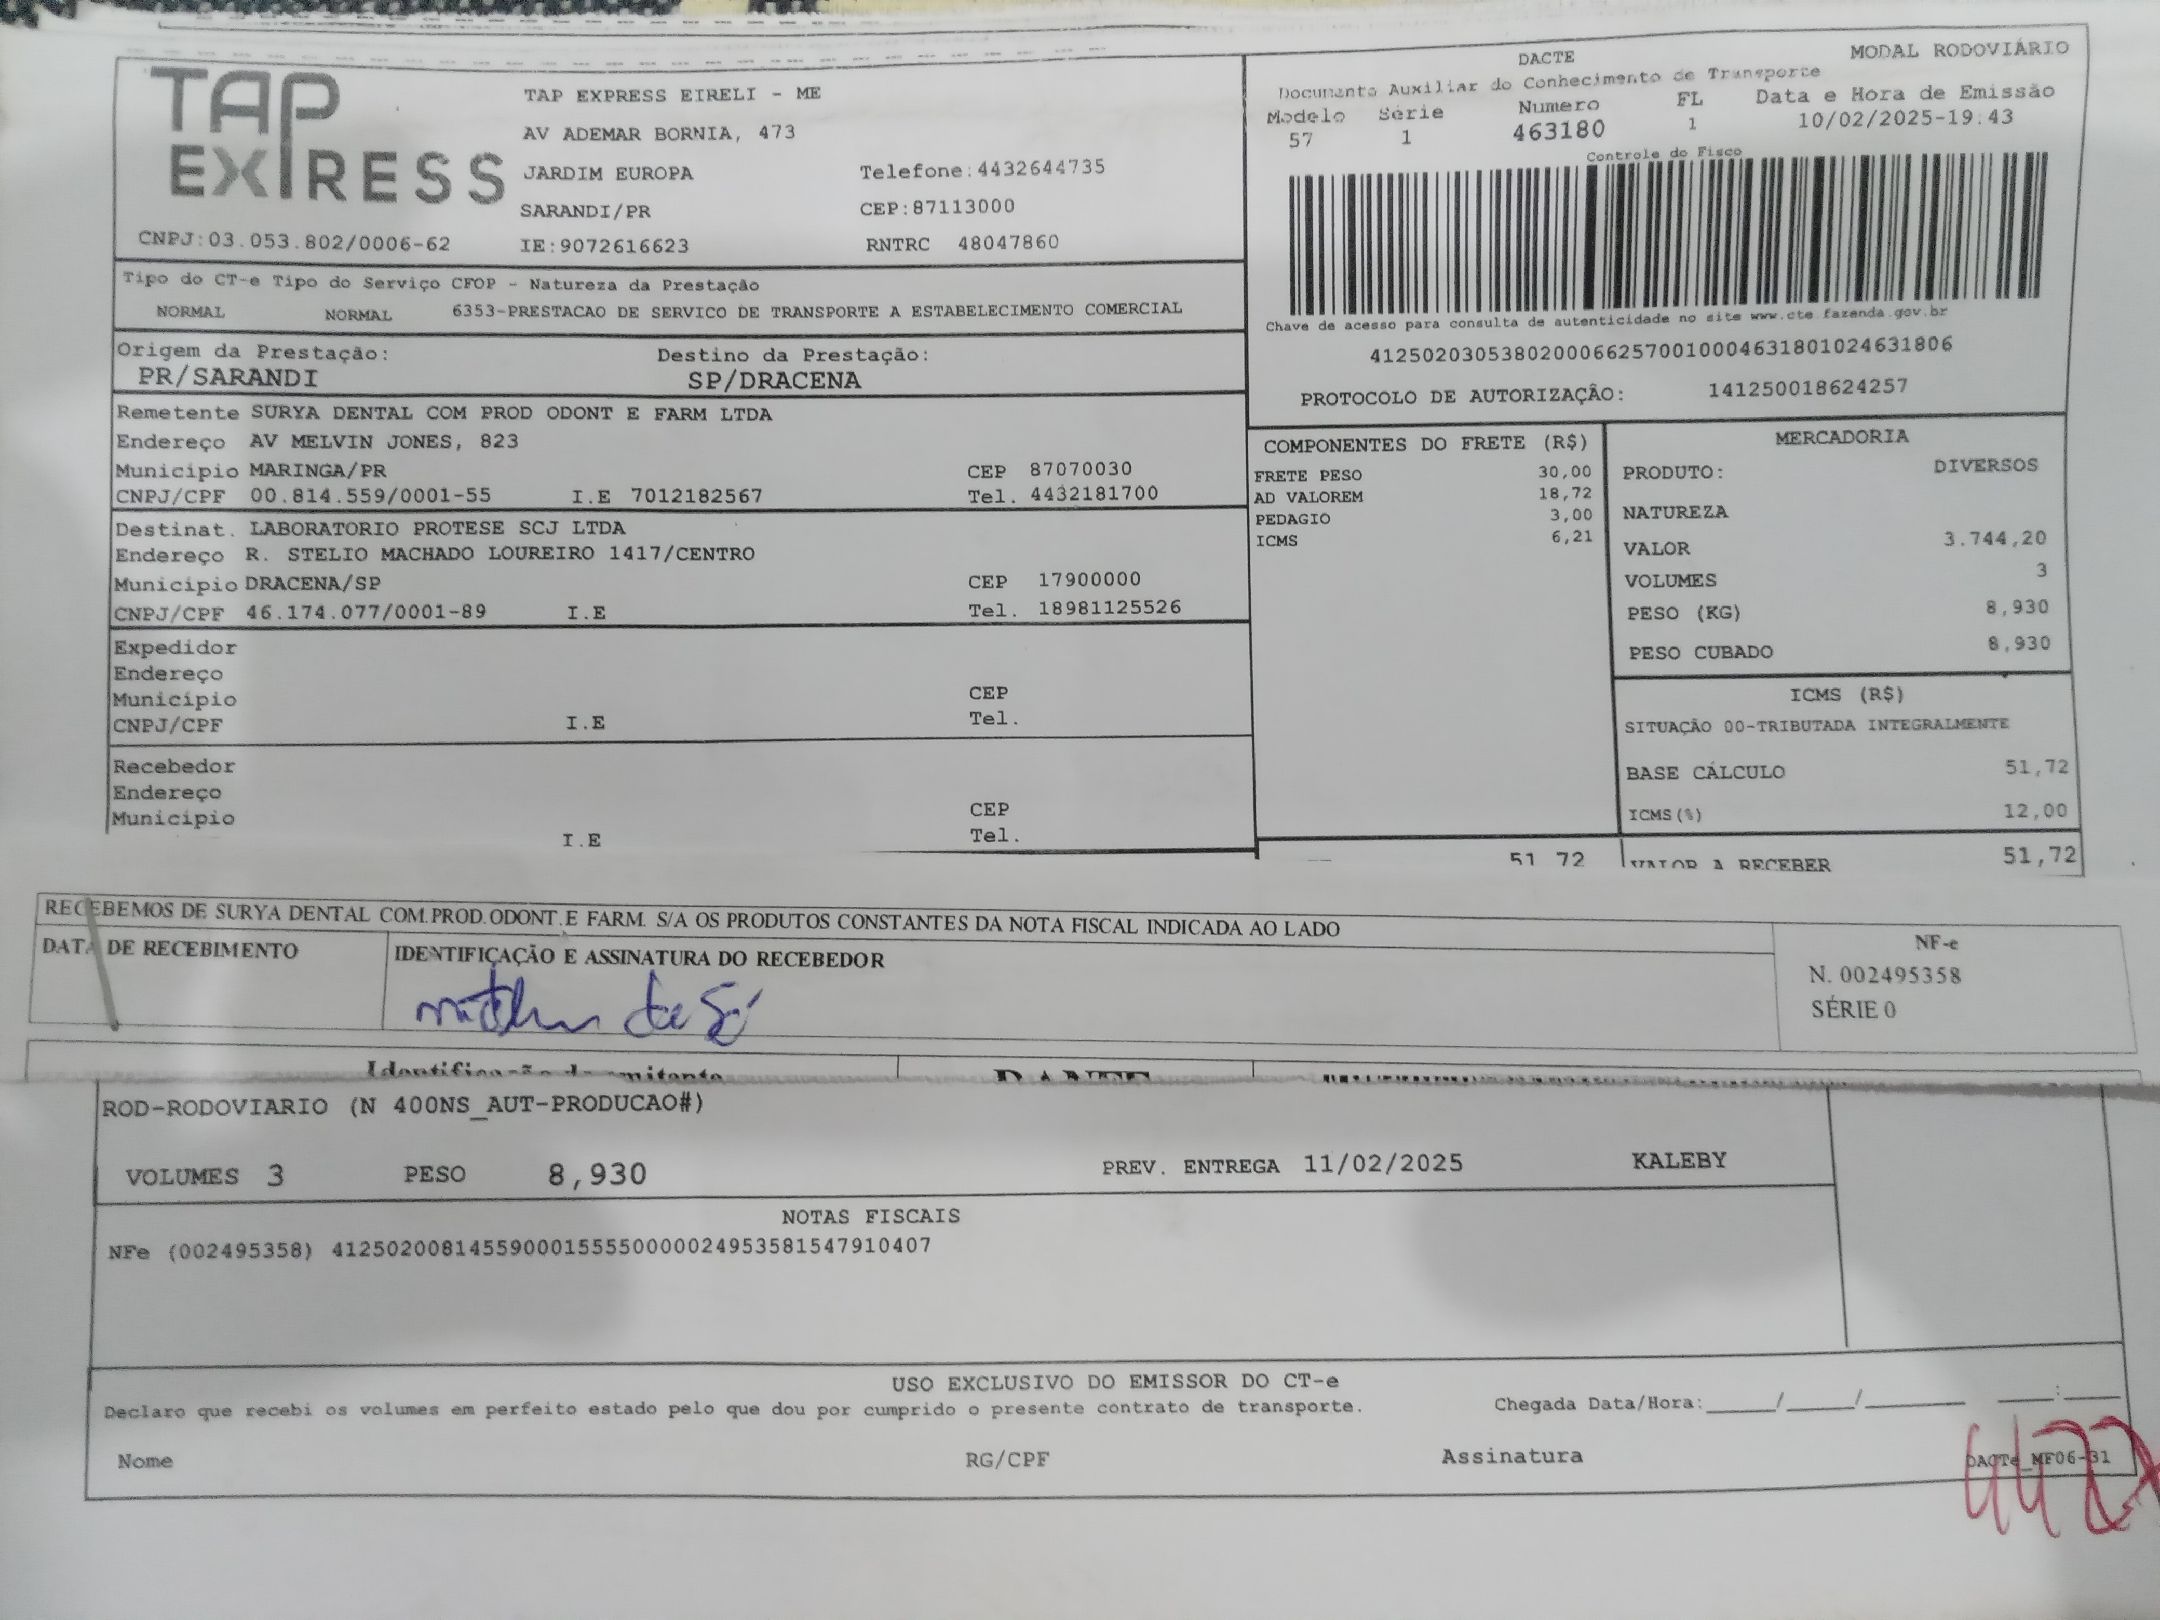 TAP EXPRESS
TAP EXPRESS EIRELI - ME
AV ADEMAR BORNIA, 473
JARDIM EUROPA Telefone:4432644735
SARANDI/PR CEP:87113000
CNPJ:03.053.802/0006-62 IE:9072616623 RNTRC 48047860
DACTE MODAL RODOVIÁRIO
Documento Auxiliar do Conhecimento de Transporte
Modelo Série Numero FL Data e Hora de Emissão
57 1 463180 1 10/02/2025-19:43
Controle do Fisco
Chave de acesso para consulta de autenticidade no site www.cte.fazenda.gov.br
41250203053802000662570010004631801024631806
PROTOCOLO DE AUTORIZAÇÃO: 141250018624257
Tipo do CT-e Tipo do Serviço CFOP - Natureza da Prestação
NORMAL NORMAL 6353-PRESTACAO DE SERVICO DE TRANSPORTE A ESTABELECIMENTO COMERCIAL
Origem da Prestação: Destino da Prestação:
PR/SARANDI SP/DRACENA
Remetente SURYA DENTAL COM PROD ODONT E FARM LTDA
Endereço AV MELVIN JONES, 823
Municipio MARINGA/PR CEP 87070030
CNPJ/CPF 00.814.559/0001-55 I.E 7012182567 Tel. 4432181700
Destinat. LABORATORIO PROTESE SCJ LTDA
Endereço R. STELIO MACHADO LOUREIRO 1417/CENTRO
Municipio DRACENA/SP CEP 17900000
CNPJ/CPF 46.174.077/0001-89 I.E Tel. 18981125526
Expedidor
Endereço
Município CEP
CNPJ/CPF I.E Tel.
Recebedor
Endereço
Município CEP
I.E Tel.
COMPONENTES DO FRETE (R$)
FRETE PESO 30,00
AD VALOREM 18,72
PEDAGIO 3,00
ICMS 6,21
51,72
MERCADORIA
PRODUTO: DIVERSOS
NATUREZA
VALOR 3.744,20
VOLUMES 3
PESO (KG) 8,930
PESO CUBADO 8,930
ICMS (R$)
SITUAÇÃO 00-TRIBUTADA INTEGRALMENTE
BASE CÁLCULO 51,72
ICMS(%) 12,00
VALOR A RECEBER 51,72
RECEBEMOS DE SURYA DENTAL COM.PROD.ODONT.E FARM. S/A OS PRODUTOS CONSTANTES DA NOTA FISCAL INDICADA AO LADO
DATA DE RECEBIMENTO IDENTIFICAÇÃO E ASSINATURA DO RECEBEDOR
NF-e
N. 002495358
SÉRIE 0
Identificação do emitente DANFE
ROD-RODOVIARIO (N 400NS_AUT-PRODUCAO#)
VOLUMES 3 PESO 8,930 PREV. ENTREGA 11/02/2025 KALEBY
NOTAS FISCAIS
NFe (002495358) 41250200814559000155550000024953581547910407
USO EXCLUSIVO DO EMISSOR DO CT-e
Declaro que recebi os volumes em perfeito estado pelo que dou por cumprido o presente contrato de transporte. Chegada Data/Hora:_____/_____/_______ ____:____
Nome RG/CPF Assinatura DACTe_MF06-31